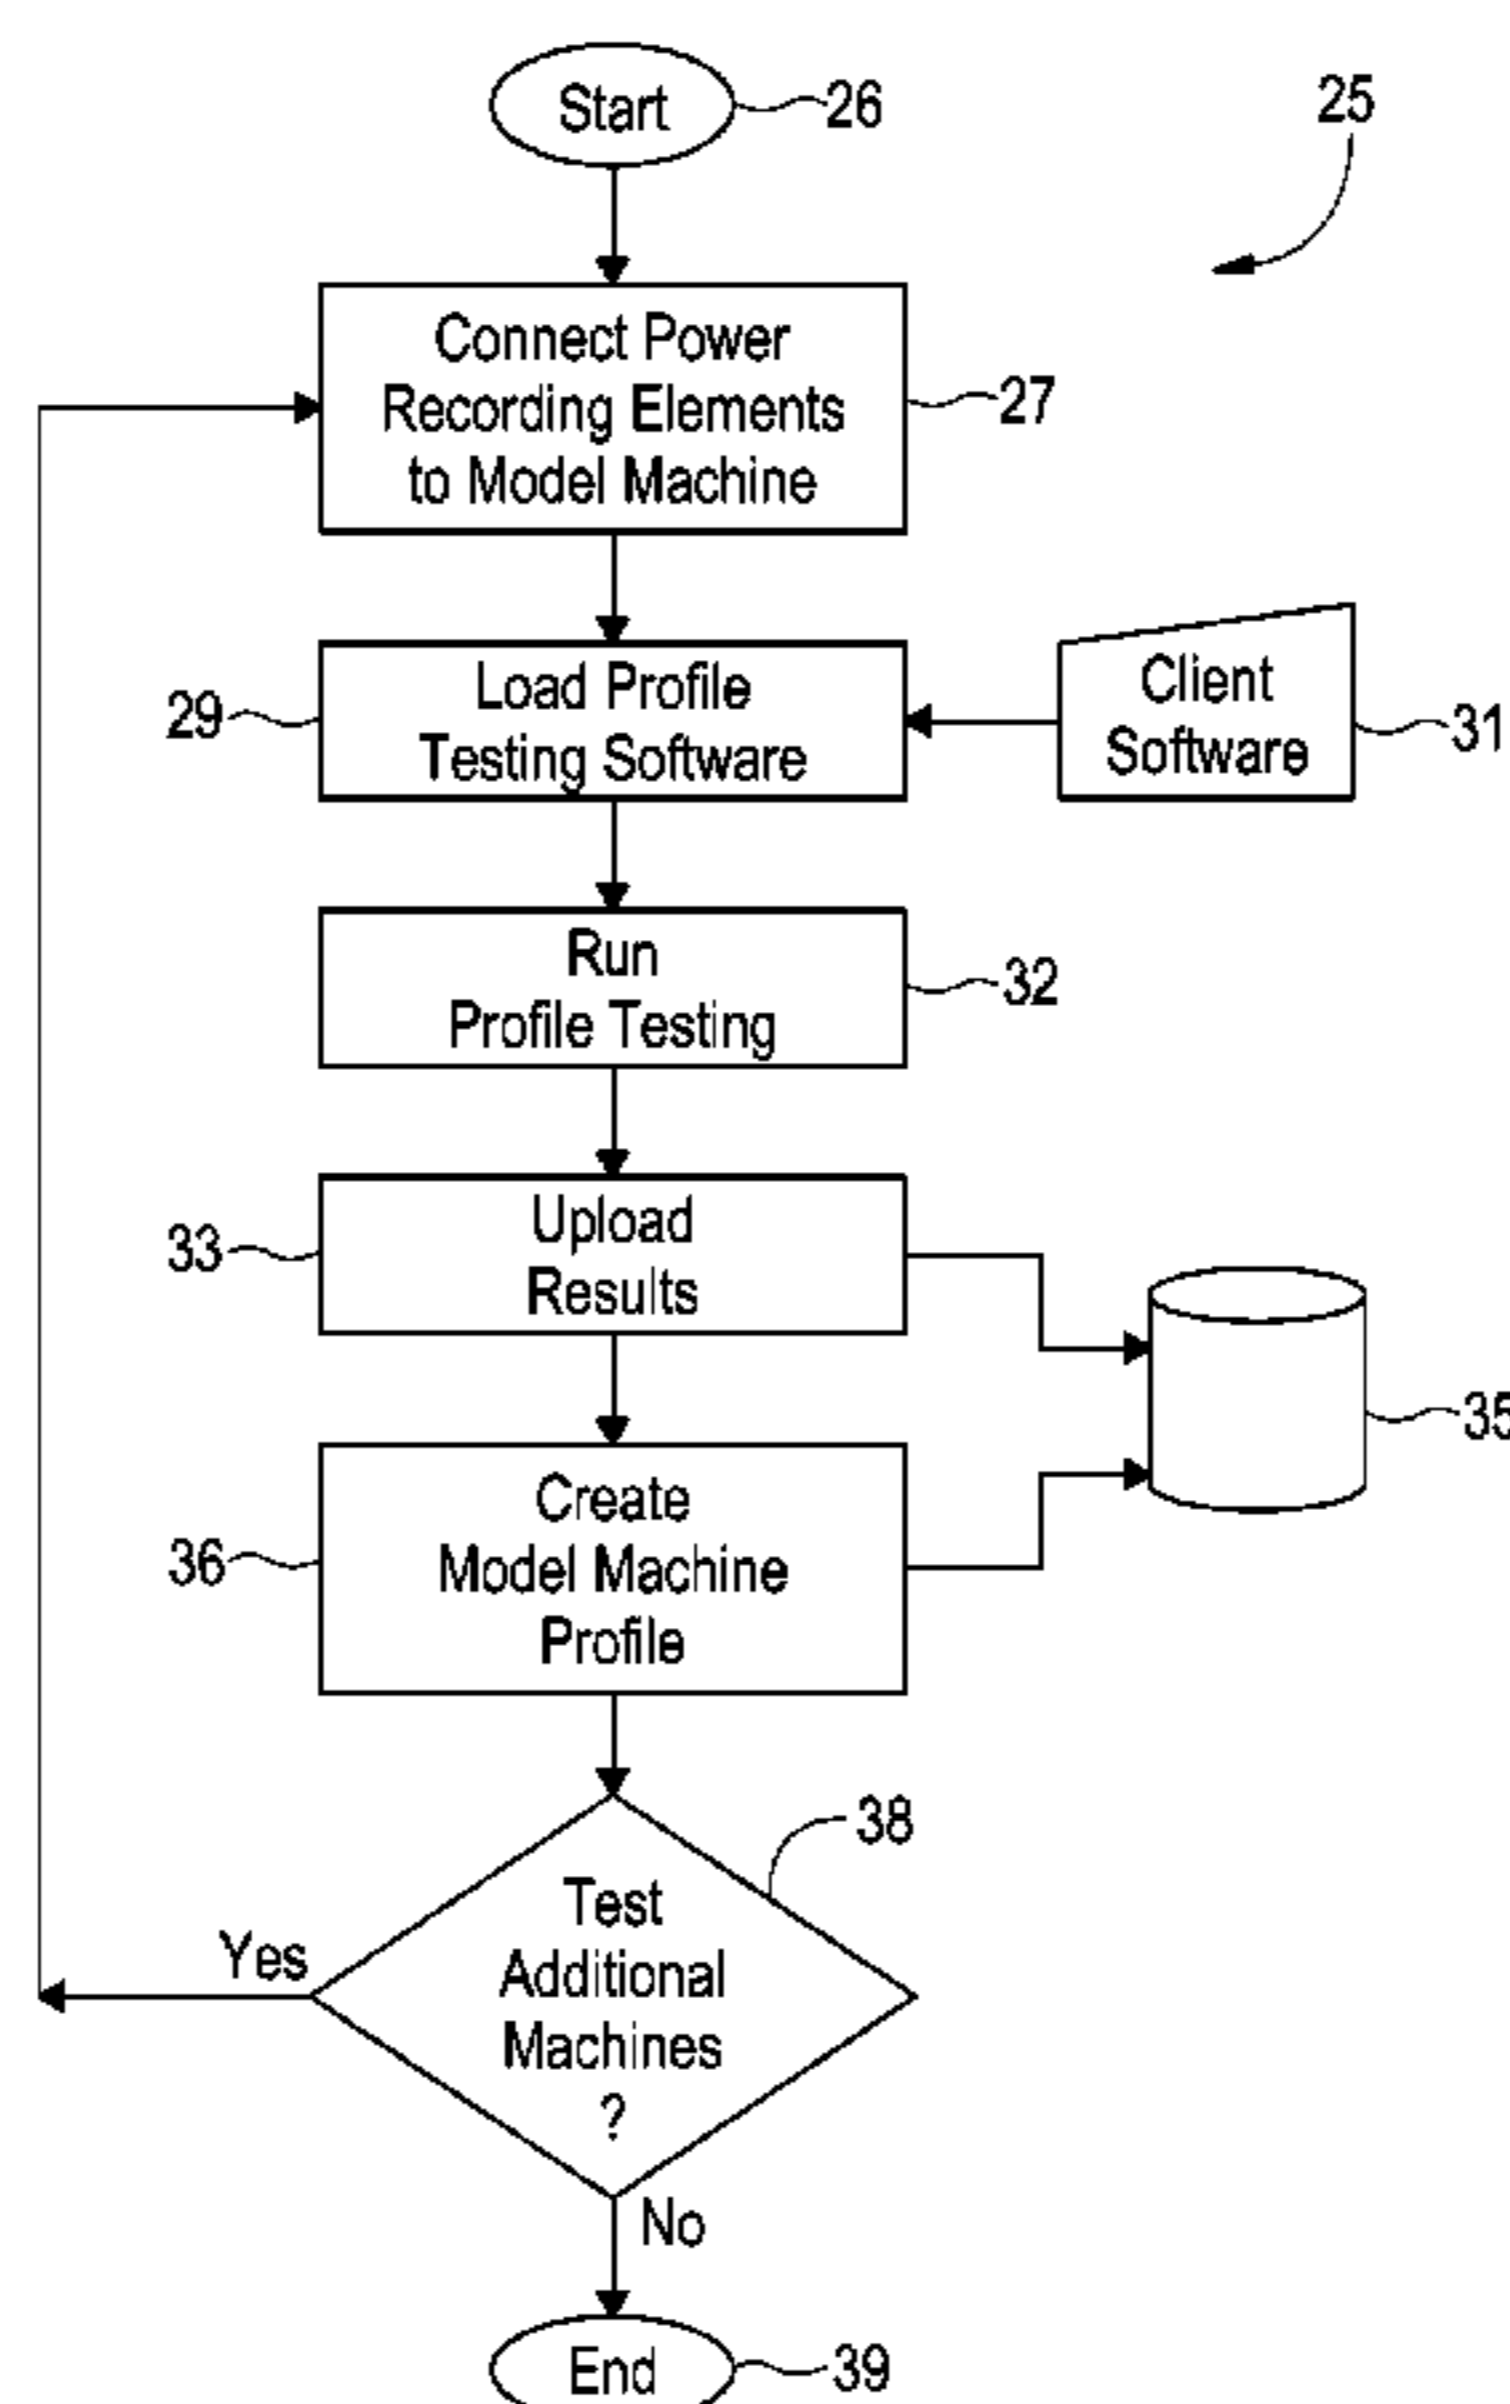 Start
26
25
Connect Power
Recording Elements
to Model Machine
27
Load Profile
Testing Software
29
Client
Software
31
Run
Profile Testing
32
Upload
Results
33
35
Create
Model Machine
Profile
36
38
Test
Additional
Machines
?
Yes
No
End
39